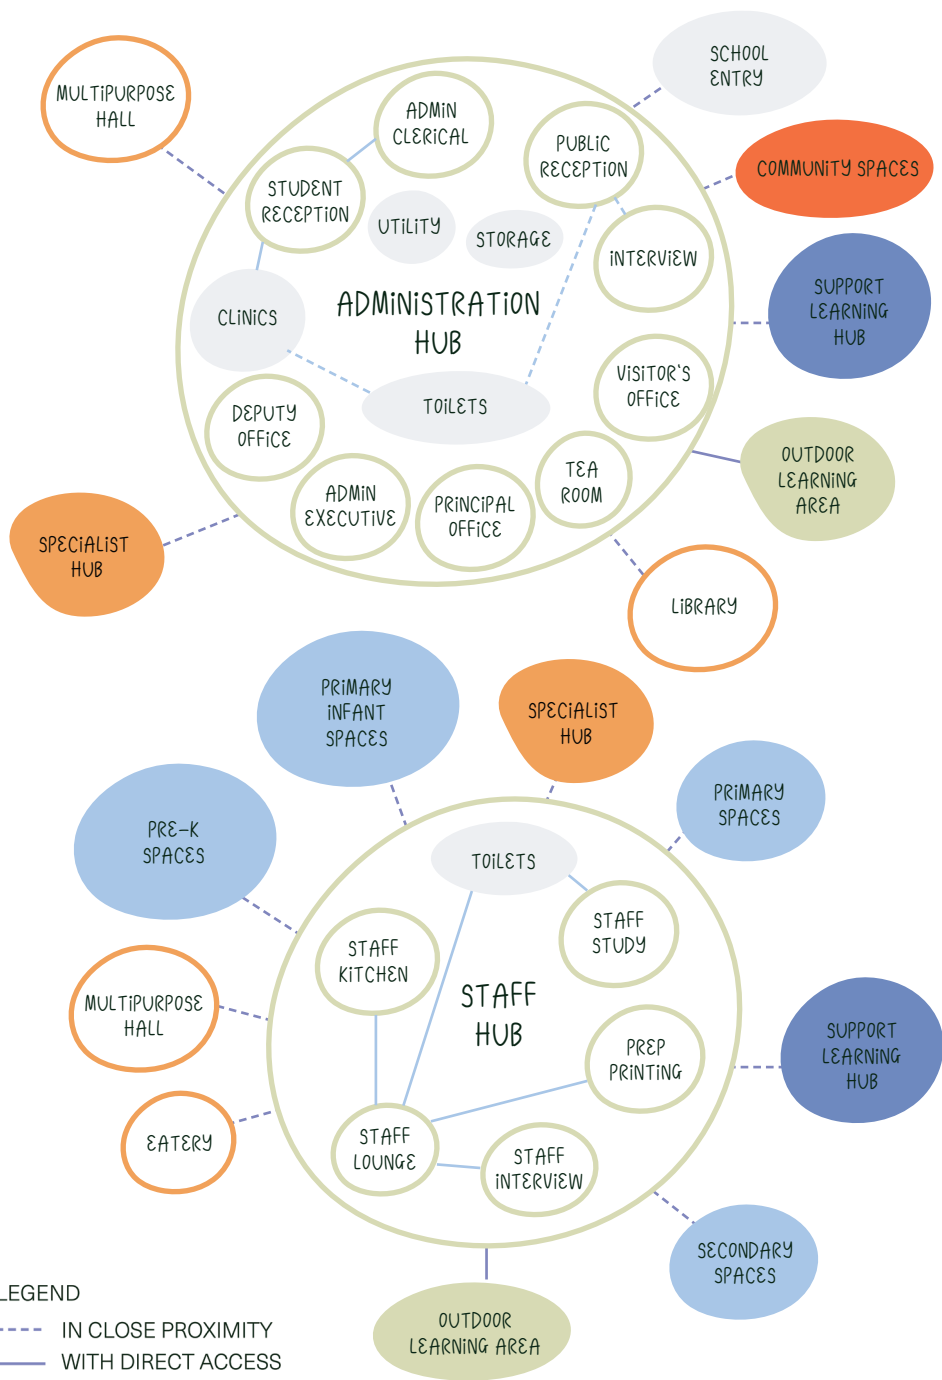 SCHOOL
ENTRY
MULTIPURPOSE
HALL
ADMIN
CLERICAL
PUBLIC
RECEPTION
COMMUNITY SPACES
STUDENT
RECEPTION
UTILITY
STORAGE
INTERVIEW
SUPPORT
LEARNING
HUB
CLINICS
ADMINISTRATION
HUB
VISITOR'S
OFFICE
TOILETS
DEPUTY
OFFICE
OUTDOOR
LEARNING
AREA
TEA
ROOM
ADMIN
EXECUTIVE
PRINCIPAL
OFFICE
SPECIALIST
HUB
LIBRARY
PRIMARY
INFANT
SPACES
SPECIALIST
HUB
PRIMARY
SPACES
PRE-K
SPACES
TOILETS
STAFF
STUDY
STAFF
KITCHEN
MULTIPURPOSE
HALL
STAFF
HUB
SUPPORT
LEARNING
HUB
PREP
PRINTING
EATERY
STAFF
LOUNGE
STAFF
INTERVIEW
SECONDARY
SPACES
OUTDOOR
LEARNING AREA
LEGEND
IN CLOSE PROXIMITY
WITH DIRECT ACCESS